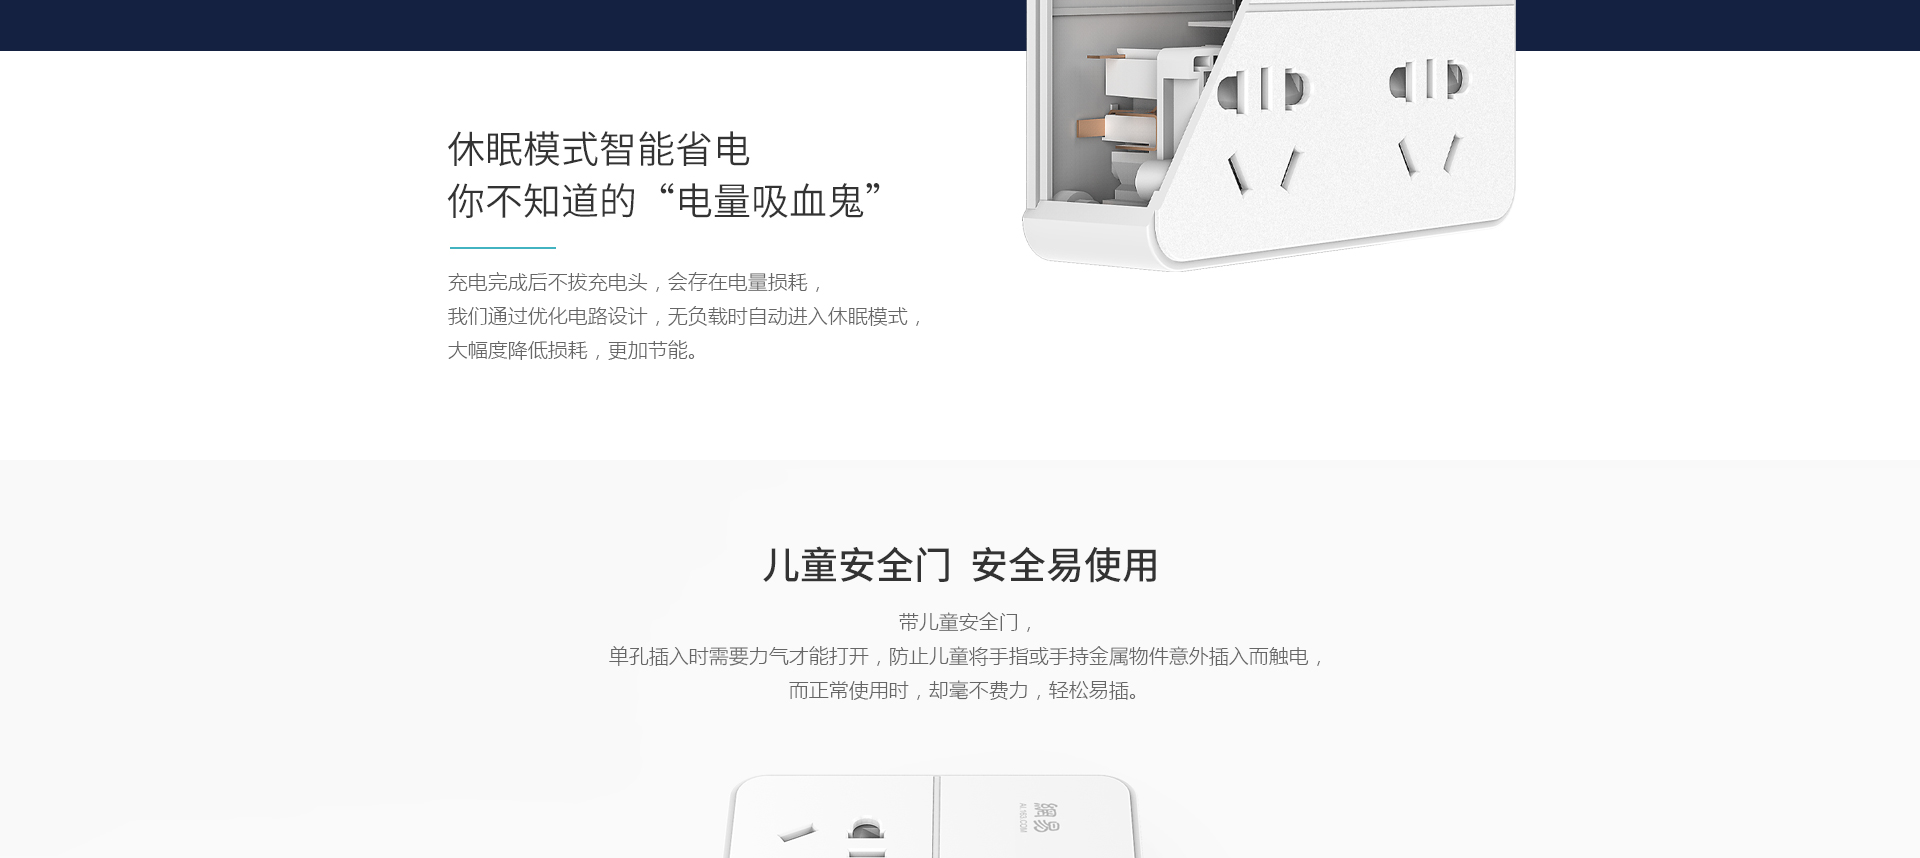 休眠模式智能省电
你不知道的“电量吸血鬼”
充电完成后不拔充电头，会存在电量损耗，
我们通过优化电路设计，无负载时自动进入休眠模式，
大幅度降低损耗，更加节能。
儿童安全门 安全易使用
带儿童安全门，
单孔插入时需要力气才能打开，防止儿童将手指或手持金属物件意外插入而触电，
而正常使用时，却毫不费力，轻松易插。
網易